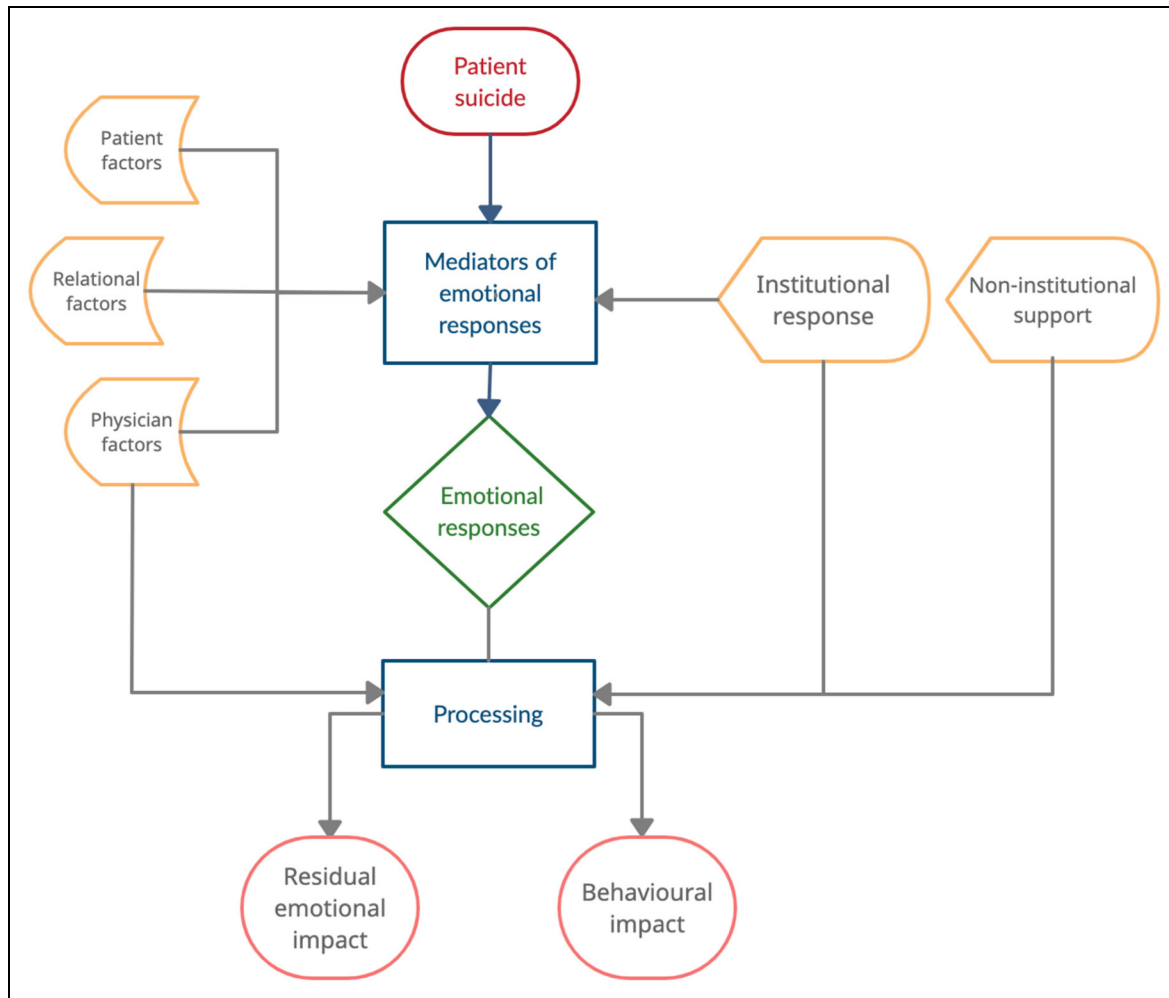 Patient
suicide
Patient
factors
Relational
factors
Physician
factors
Mediators of
emotional
responses
Institutional
response
Non-institutional
support
Emotional
responses
Processing
Residual
emotional
impact
Behavioural
impact